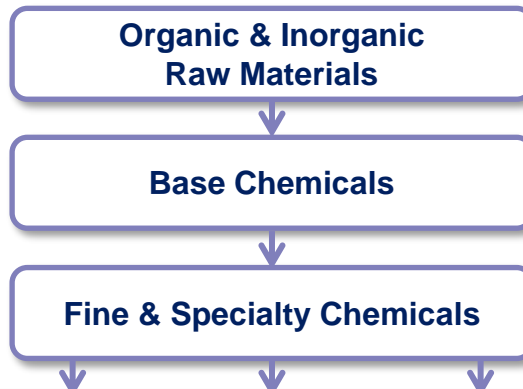 Organic & Inorganic
Raw Materials
Base Chemicals
Fine & Specialty Chemicals